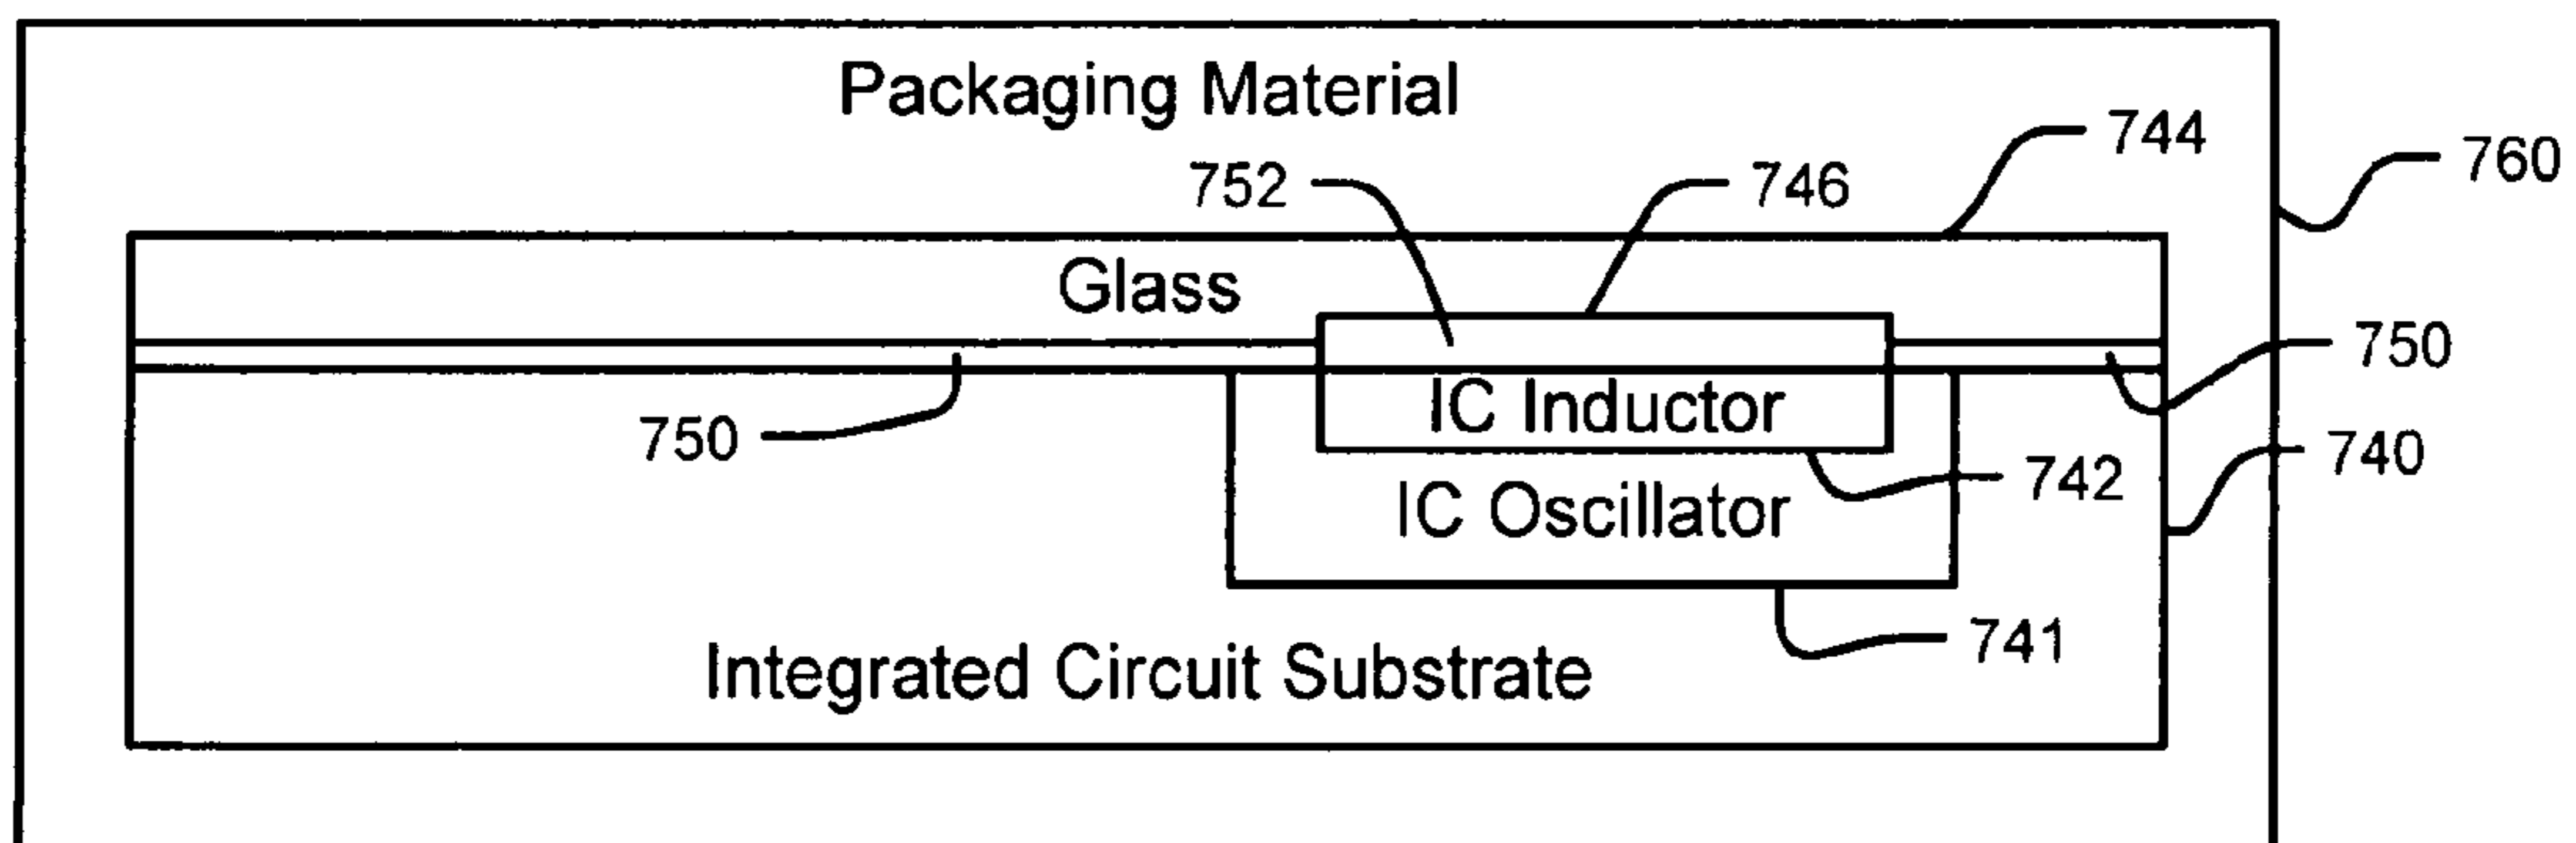 Packaging Material
744
760
752
746
Glass
750
750
IC Inductor
740
742
IC Oscillator
741
Integrated Circuit Substrate